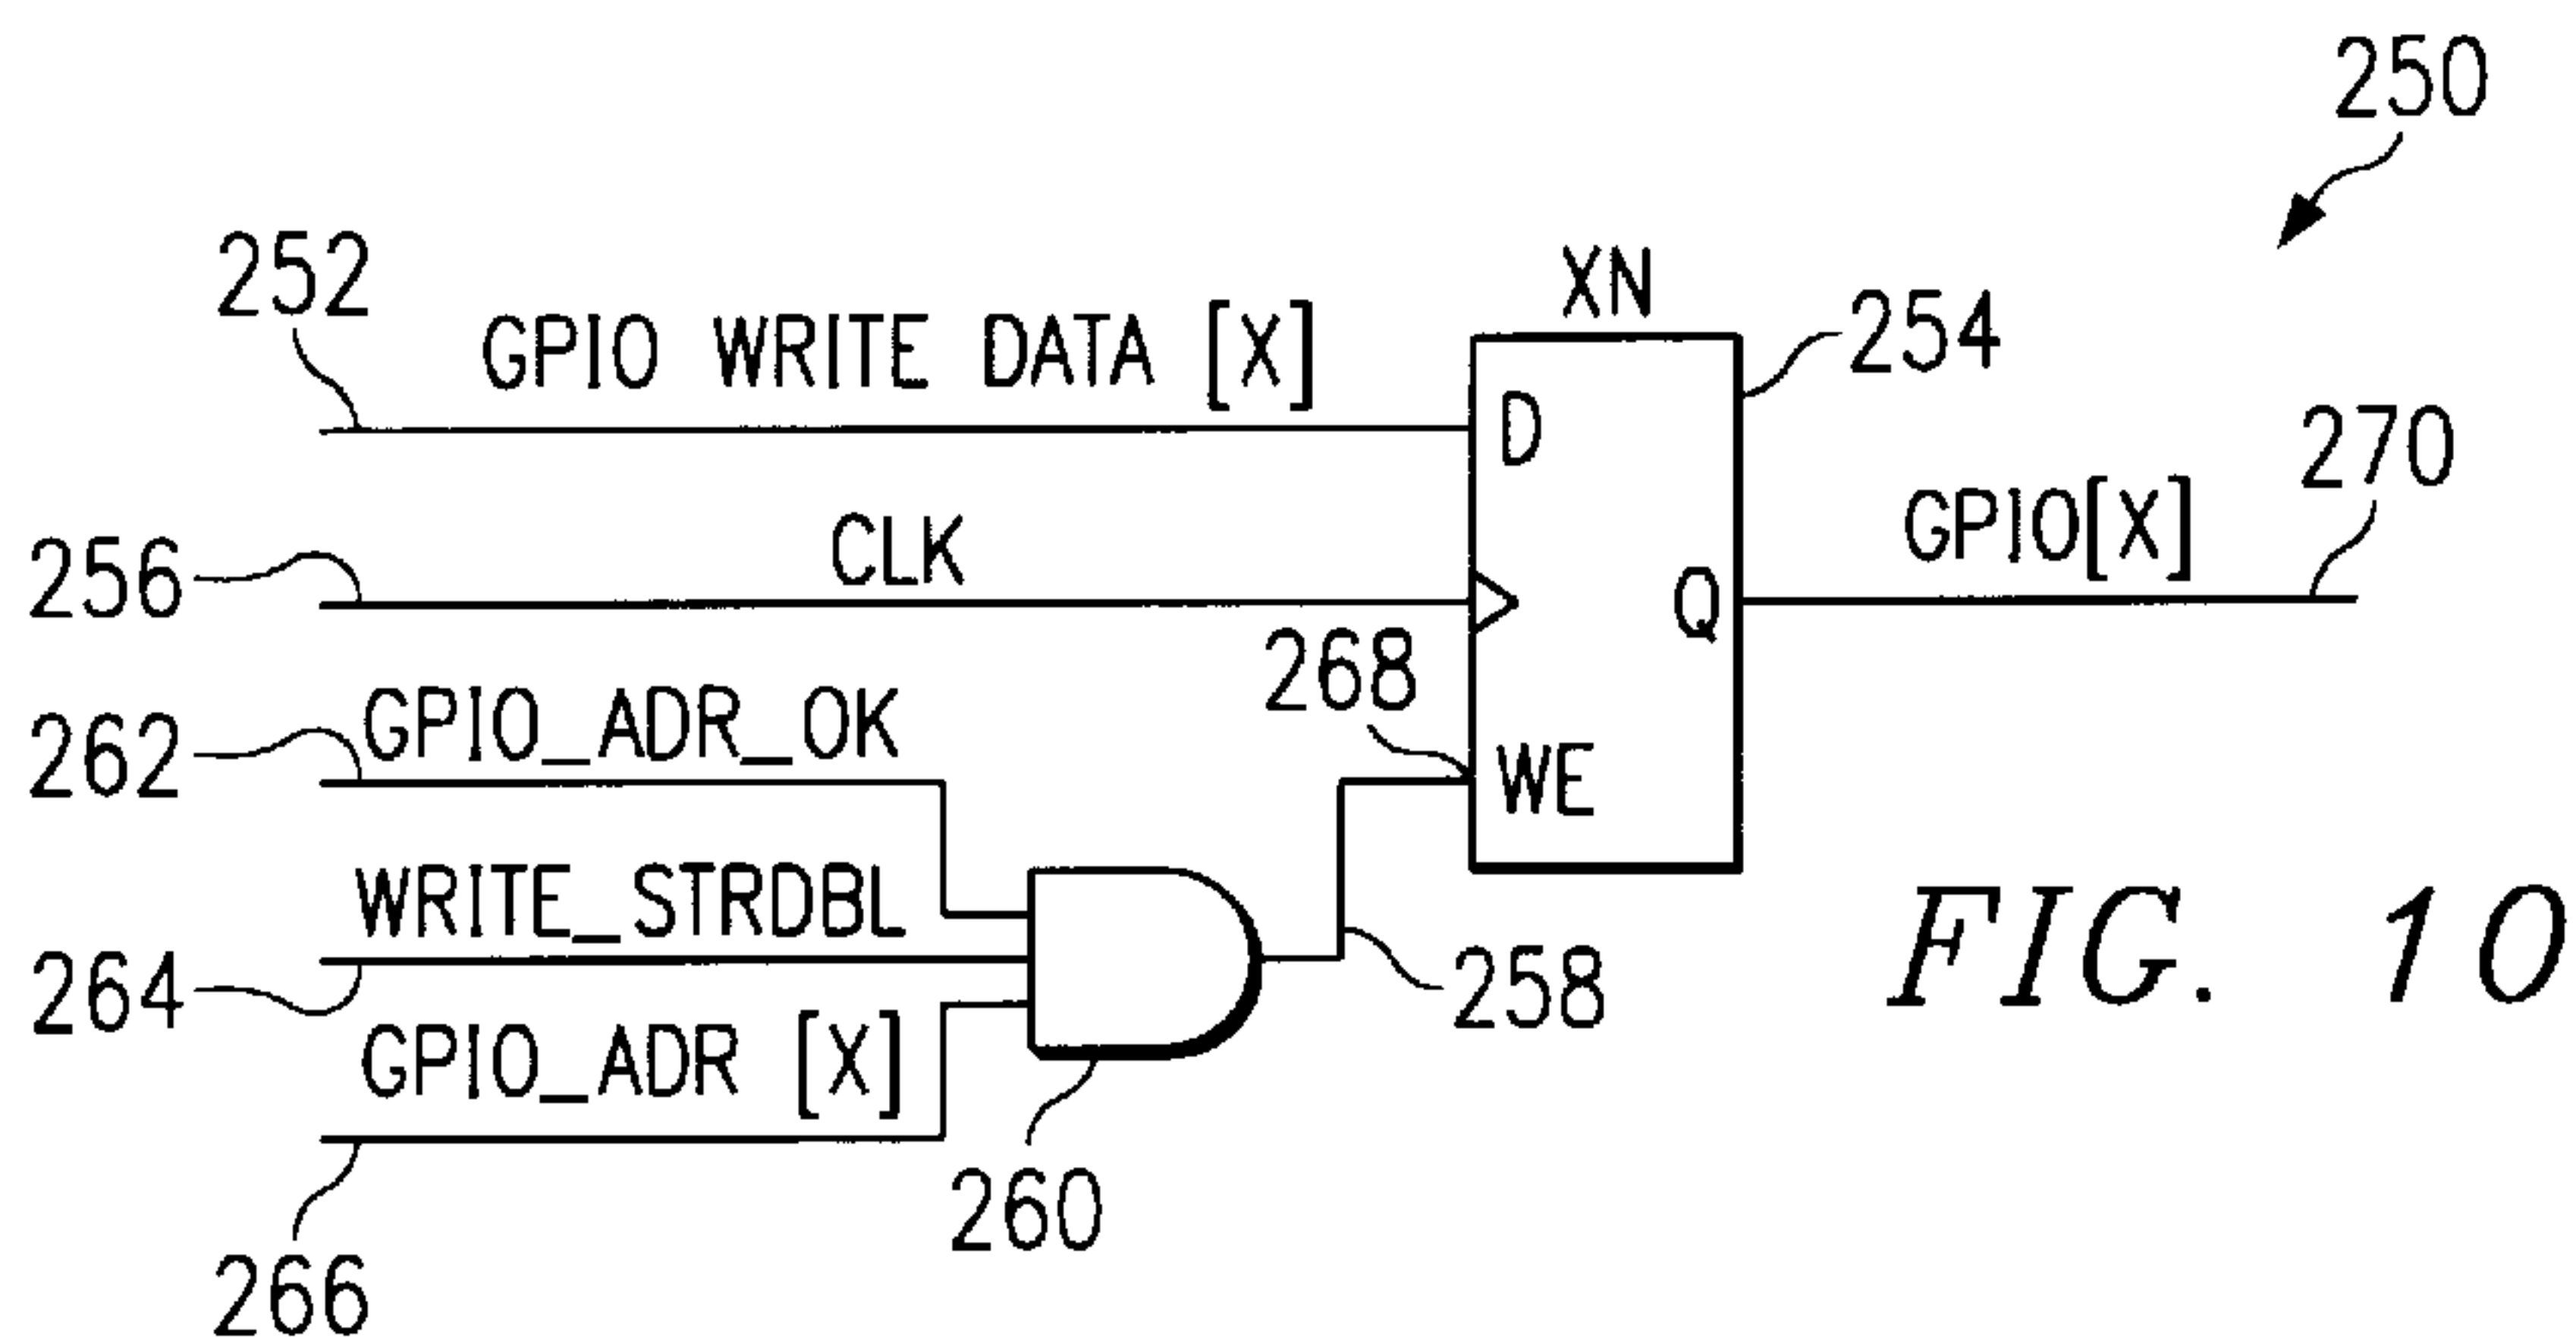 250
252
XN
GPIO WRITE DATA [X]
254
D
270
CLK
GPIO[X]
256
Q
268
GPIO_ADR_OK
262
WE
WRITE_STRDBL
264
258
FIG. 10
GPIO_ADR [X]
260
266